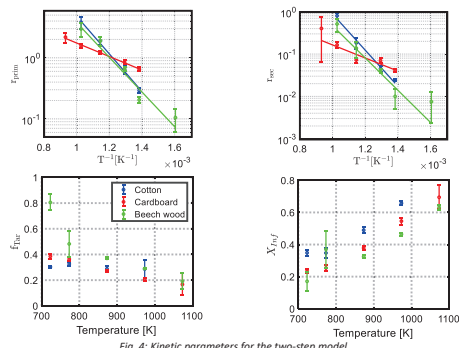 r_prim
10^0
10^-1
0.8 1 1.2 1.4 1.6
T^-1[K^-1]
×10^-3
r_sec
10^0
10^-1
10^-2
10^-3
0.8 1 1.2 1.4 1.6
T^-1[K^-1]
×10^-3
f_Tar
1
0.8
0.6
0.4
0.2
0
Cotton
Cardboard
Beech wood
700 800 900 1000 1100
Temperature [K]
X_Inf
0.8
0.6
0.4
0.2
0
700 800 900 1000 1100
Temperature [K]
Fig. 4: Kinetic parameters for the two-step model